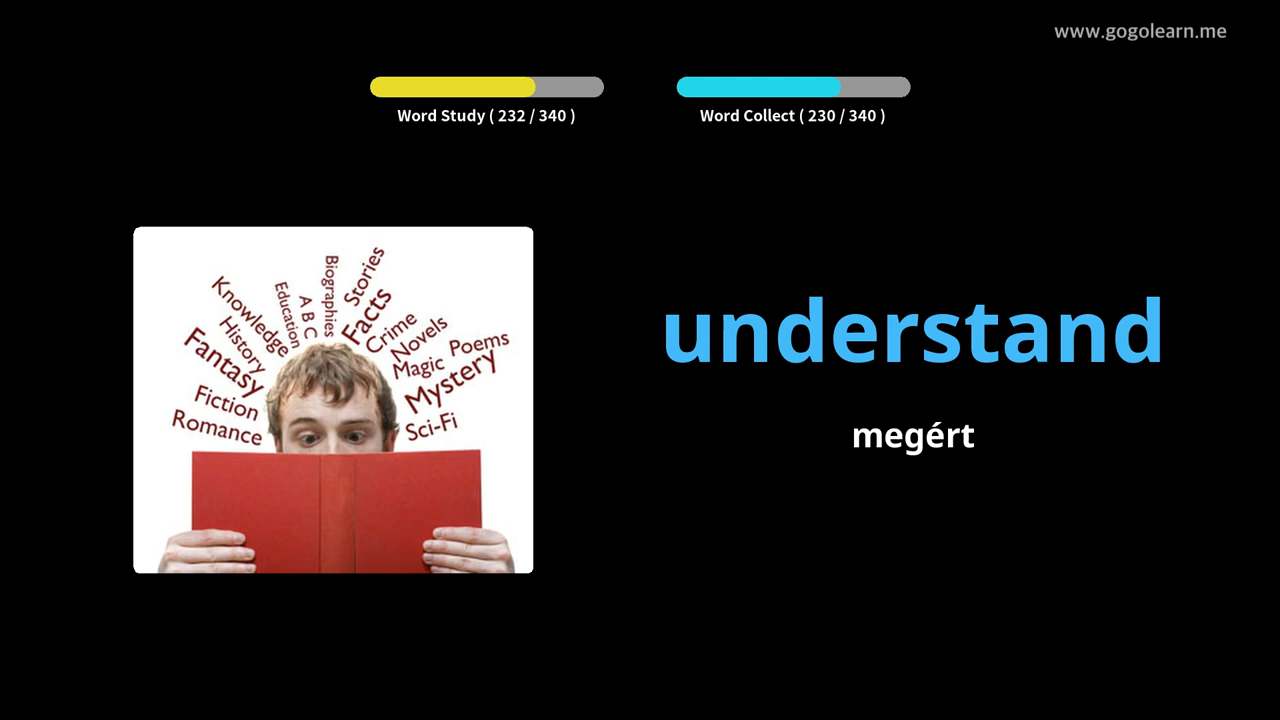 www.gogolearn.me
Word Study ( 232 / 340 )
Word Collect ( 230 / 340 )
Stories
Biographies
Facts
Education
A B C
Knowledge
Crime
History
Novels
Fantasy
Magic
Poems
Mystery
Fiction
Romance
Sci-Fi
understand
megért